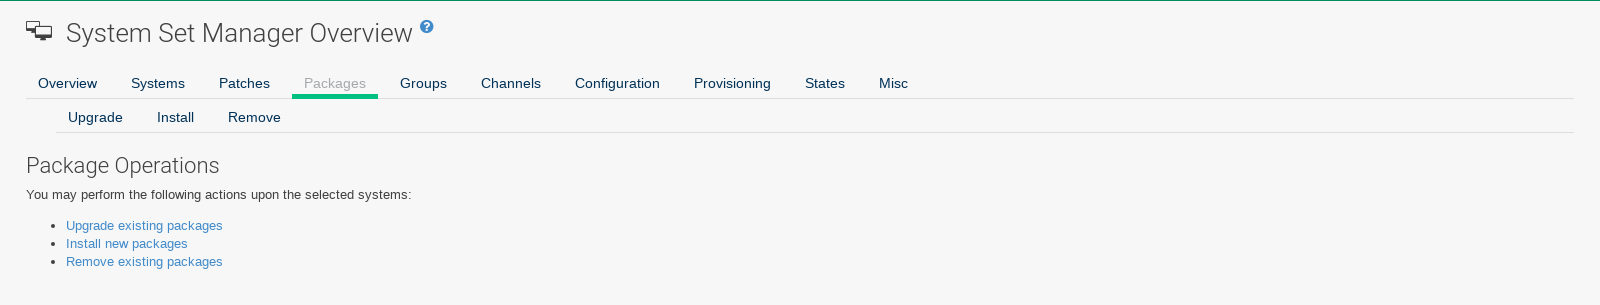 System Set Manager Overview ?
Overview Systems Patches Packages Groups Channels Configuration Provisioning States Misc
Upgrade Install Remove
Package Operations
You may perform the following actions upon the selected systems:
• Upgrade existing packages
• Install new packages
• Remove existing packages